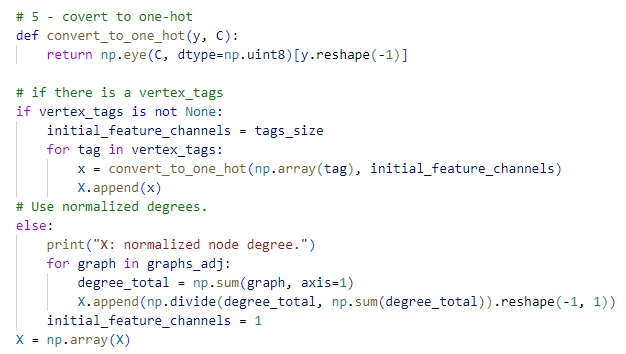 # 5 - covert to one-hot
def convert_to_one_hot(y, C):
    return np.eye(C, dtype=np.uint8)[y.reshape(-1)]

# if there is a vertex_tags
if vertex_tags is not None:
    initial_feature_channels = tags_size
    for tag in vertex_tags:
        x = convert_to_one_hot(np.array(tag), initial_feature_channels)
        X.append(x)
# Use normalized degrees.
else:
    print("X: normalized node degree.")
    for graph in graphs_adj:
        degree_total = np.sum(graph, axis=1)
        X.append(np.divide(degree_total, np.sum(degree_total)).reshape(-1, 1))
    initial_feature_channels = 1
X = np.array(X)